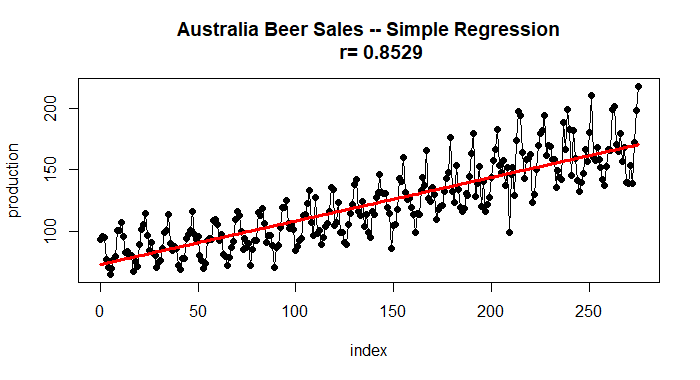 Australia Beer Sales -- Simple Regression
r= 0.8529
production
200
150
100
0 50 100 150 200 250
index